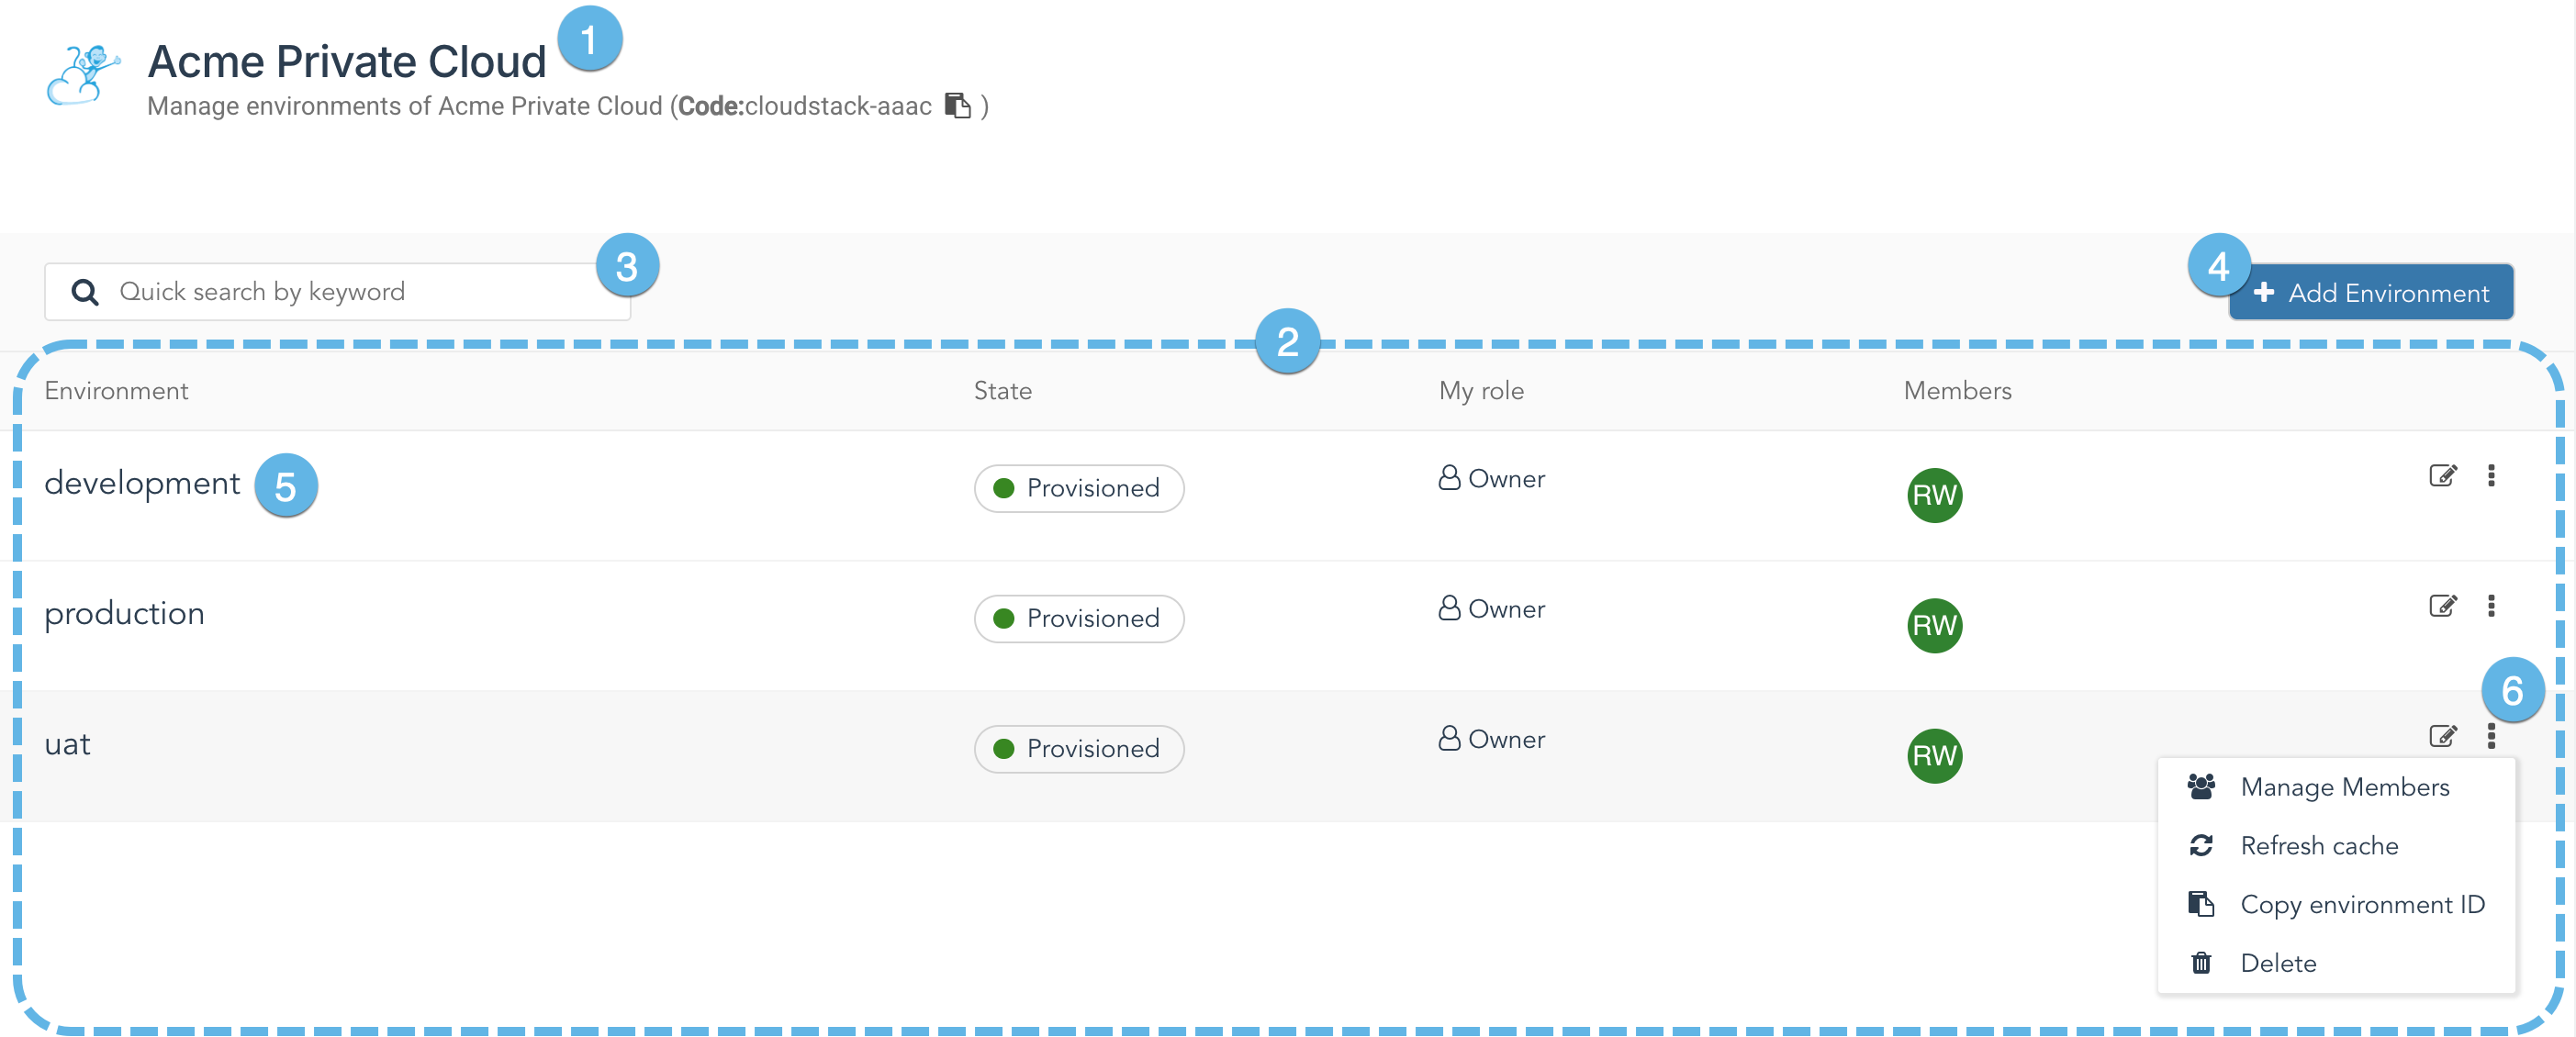 1
Acme Private Cloud
Manage environments of Acme Private Cloud (Code:cloudstack-aaac )
3
Quick search by keyword
4
Add Environment
2
Environment State My role Members
development 5 Provisioned Owner RW
production Provisioned Owner RW
6
uat Provisioned Owner RW
Manage Members
Refresh cache
Copy environment ID
Delete